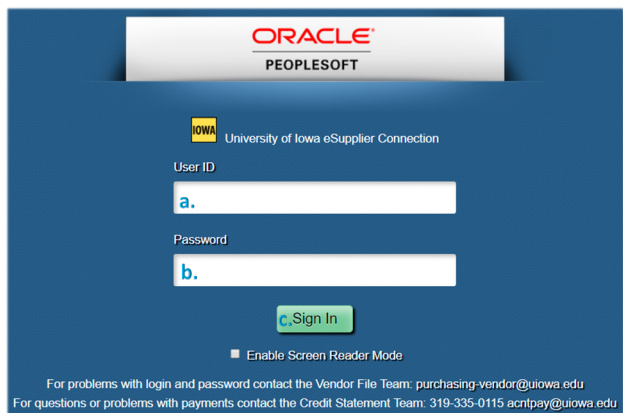 ORACLE®
PEOPLESOFT
IOWA University of Iowa eSupplier Connection
User ID
a.
Password
b.
c. Sign In
Enable Screen Reader Mode
For problems with login and password contact the Vendor File Team: purchasing-vendor@uiowa.edu
For questions or problems with payments contact the Credit Statement Team: 319-335-0115 acntpay@uiowa.edu